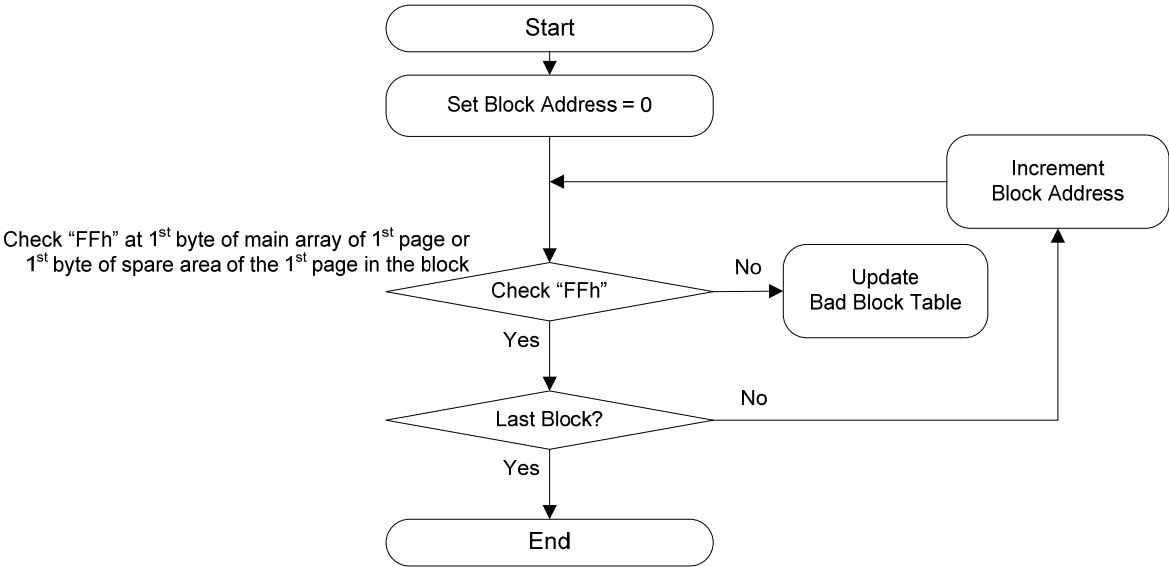 Start
Set Block Address = 0
Increment
Block Address
Check “FFh” at 1st byte of main array of 1st page or
1st byte of spare area of the 1st page in the block
Check “FFh”
No
Update
Bad Block Table
Yes
Last Block?
No
Yes
End